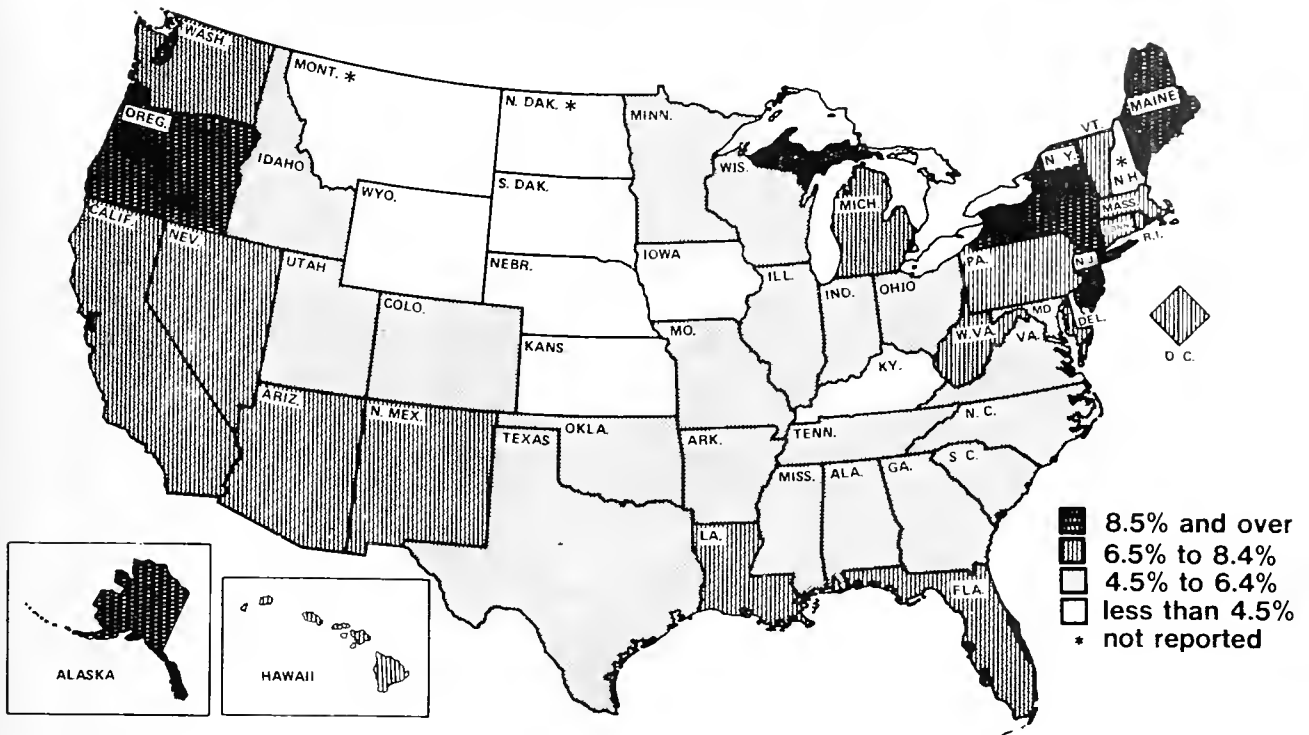 WASH.
MONT. *
N. DAK. *
MINN.
MAINE
OREG.
VT.
IDAHO
WIS.
N. Y.
*
N H
S. DAK.
WYO.
MICH.
MASS.
CALIF.
NEV.
R.I.
IOWA
NEBR.
UTAH
PA.
N J
ILL.
IND.
OHIO
COLO.
MD
DEL.
MO.
W.VA.
VA.
KANS
D C.
KY.
ARIZ.
N. MEX.
N. C.
OKLA.
TENN.
TEXAS
ARK.
S C.
MISS.
ALA.
GA.
LA.
FLA.
ALASKA
HAWAII
8.5% and over
6.5% to 8.4%
4.5% to 6.4%
less than 4.5%
* not reported